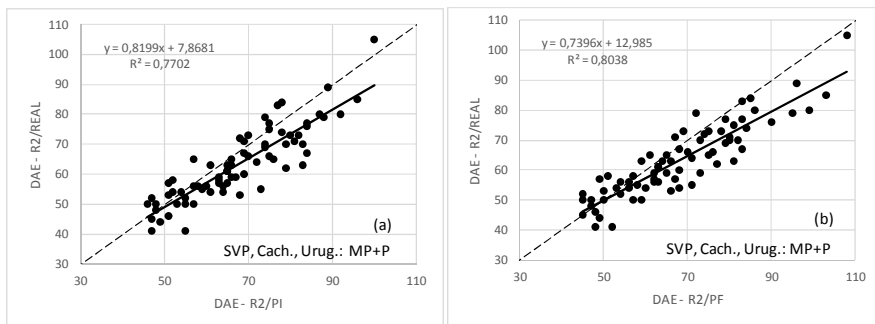 110
100
90
80
70
60
50
40
30
30 50 70 90 110
DAE- R2/REAL
DAE- R2/PI
y = 0,8199x + 7,8681
R² = 0,7702
(a)
SVP, Cach., Urug.: MP+P
110
100
90
80
70
60
50
40
30
30 50 70 90 110
DAE - R2/REAL
DAE- R2/PF
y = 0,7396x + 12,985
R² = 0,8038
(b)
SVP, Cach., Urug.: MP+P